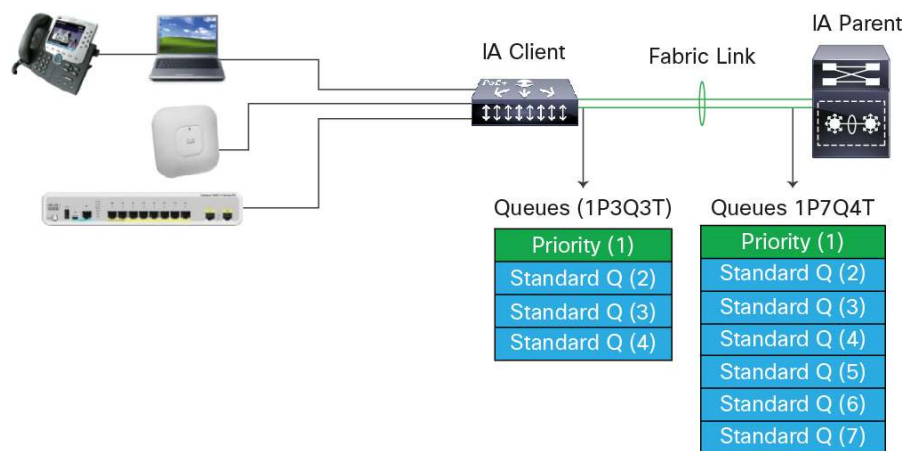 IA Client
Fabric Link
IA Parent
Queues (1P3Q3T)
Priority (1)
Standard Q (2)
Standard Q (3)
Standard Q (4)
Queues 1P7Q4T
Priority (1)
Standard Q (2)
Standard Q (3)
Standard Q (4)
Standard Q (5)
Standard Q (6)
Standard Q (7)